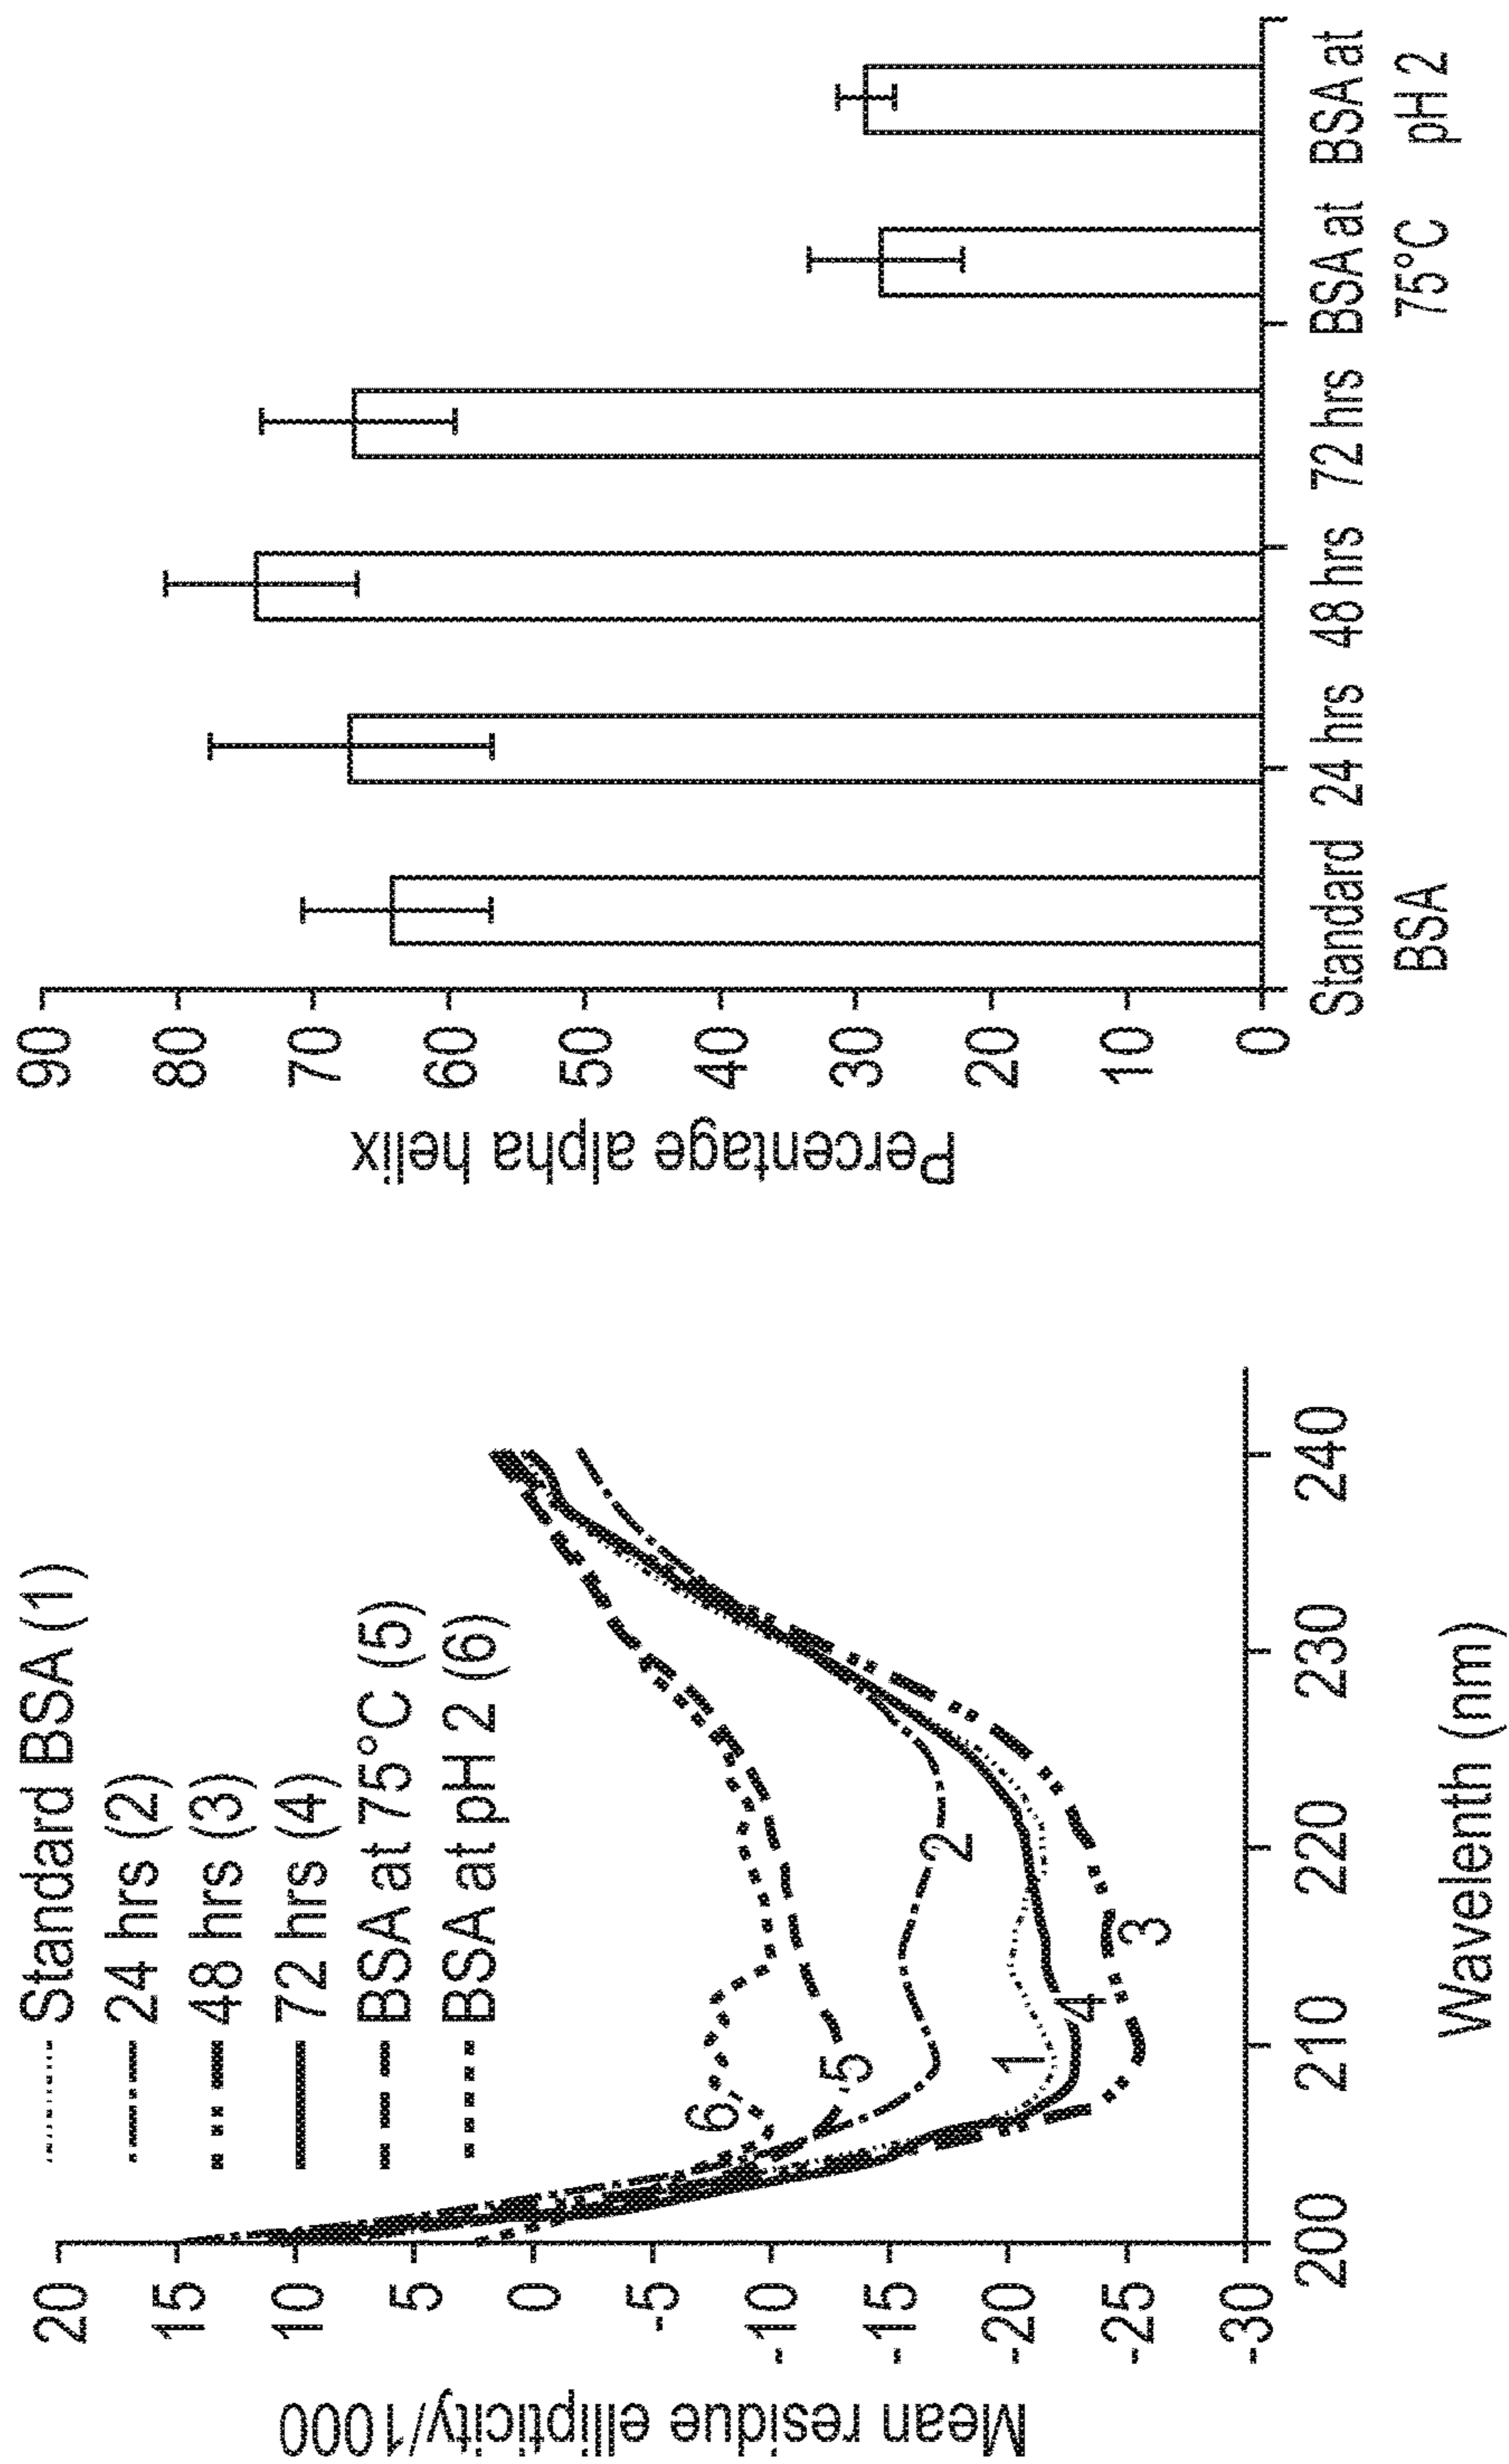 Standard BSA (1)
24 hrs (2)
48 hrs (3)
72 hrs (4)
BSA at 75°C (5)
BSA at pH 2 (6)
20
15
10
5
0
-5
-10
-15
-20
-25
-30
Mean residue ellipticity/1000
6
5
2
1
4
3
200
210
220
230
240
Wavelenth (nm)
90
80
70
60
50
40
30
20
10
0
Percentage alpha helix
Standard
BSA
24 hrs
48 hrs
72 hrs
BSA at
75°C
BSA at
pH 2